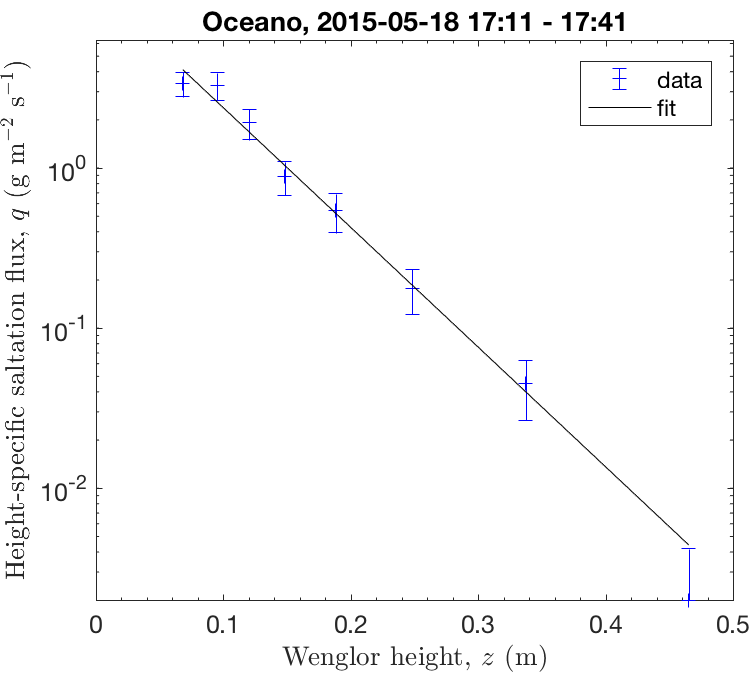 Oceano, 2015-05-18 17:11 - 17:41
Height-specific saltation flux, q (g m⁻² s⁻¹)
10⁰
10⁻¹
10⁻²
data
fit
0 0.1 0.2 0.3 0.4 0.5
Wenglor height, z (m)